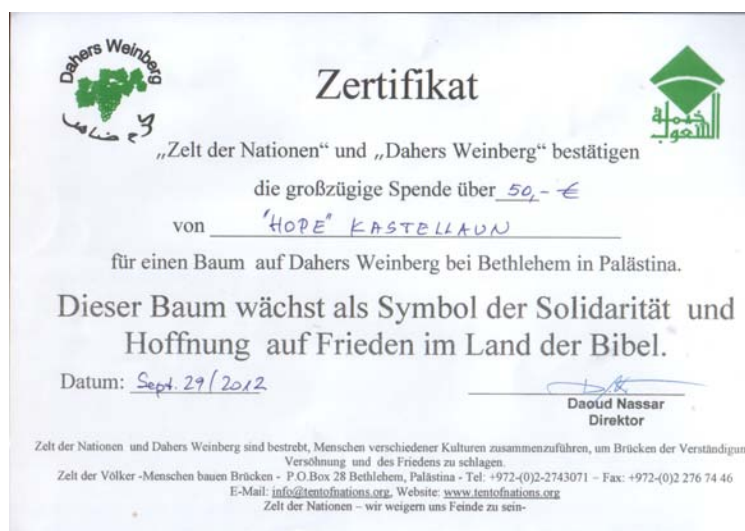 Dahers Weinberg
خيمة
الشعوب
Zertifikat
„Zelt der Nationen“ und „Dahers Weinberg“ bestätigen
die großzügige Spende über 50,- €
von "HOPE" KASTELLAUN
für einen Baum auf Dahers Weinberg bei Bethlehem in Palästina.
Dieser Baum wächst als Symbol der Solidarität und
Hoffnung auf Frieden im Land der Bibel.
Datum: Sept. 29/2012
Daoud Nassar
Direktor
Zelt der Nationen und Dahers Weinberg sind bestrebt, Menschen verschiedener Kulturen zusammenzuführen, um Brücken der Verständigun
Versöhnung und des Friedens zu schlagen.
Zelt der Völker -Menschen bauen Brücken - P.O.Box 28 Bethlehem, Palästina - Tel: +972-(0)2-2743071 – Fax: +972-(0)2 276 74 46
E-Mail: info@tentofnations.org, Website: www.tentofnations.org
Zelt der Nationen – wir weigern uns Feinde zu sein-